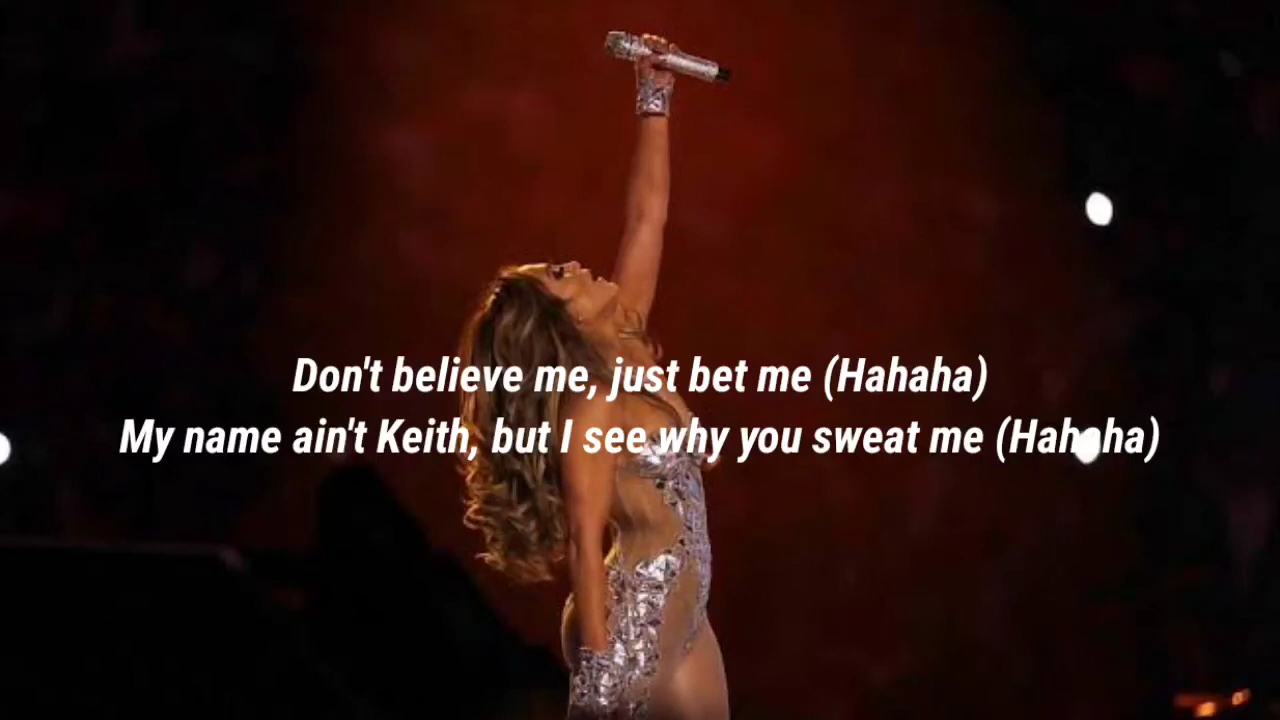 Don't believe me, just bet me (Hahaha)
My name ain't Keith, but I see why you sweat me (Hahaha)